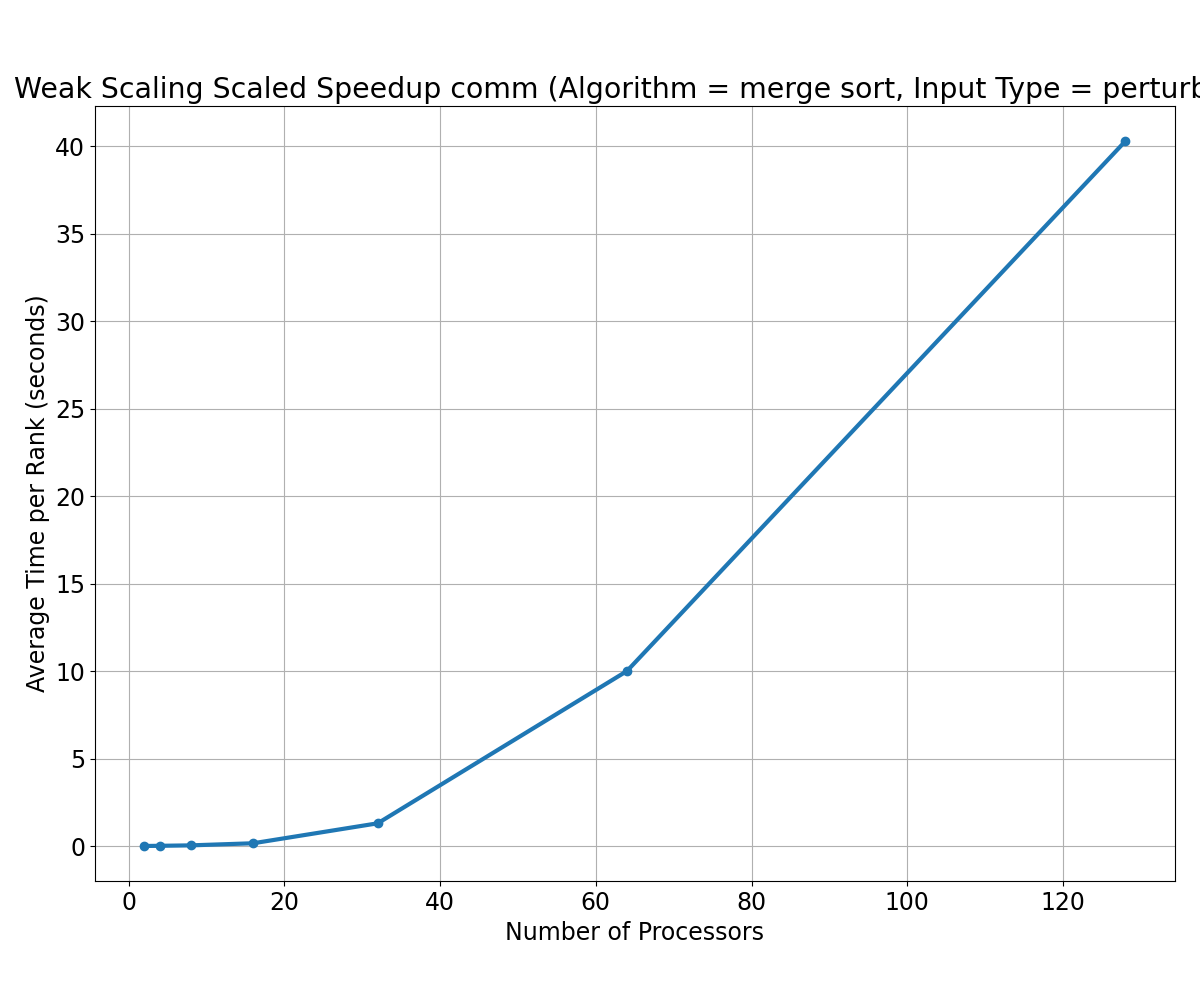 Weak Scaling Scaled Speedup comm (Algorithm = merge sort, Input Type = perturb
Average Time per Rank (seconds)
40
35
30
25
20
15
10
5
0
0 20 40 60 80 100 120
Number of Processors